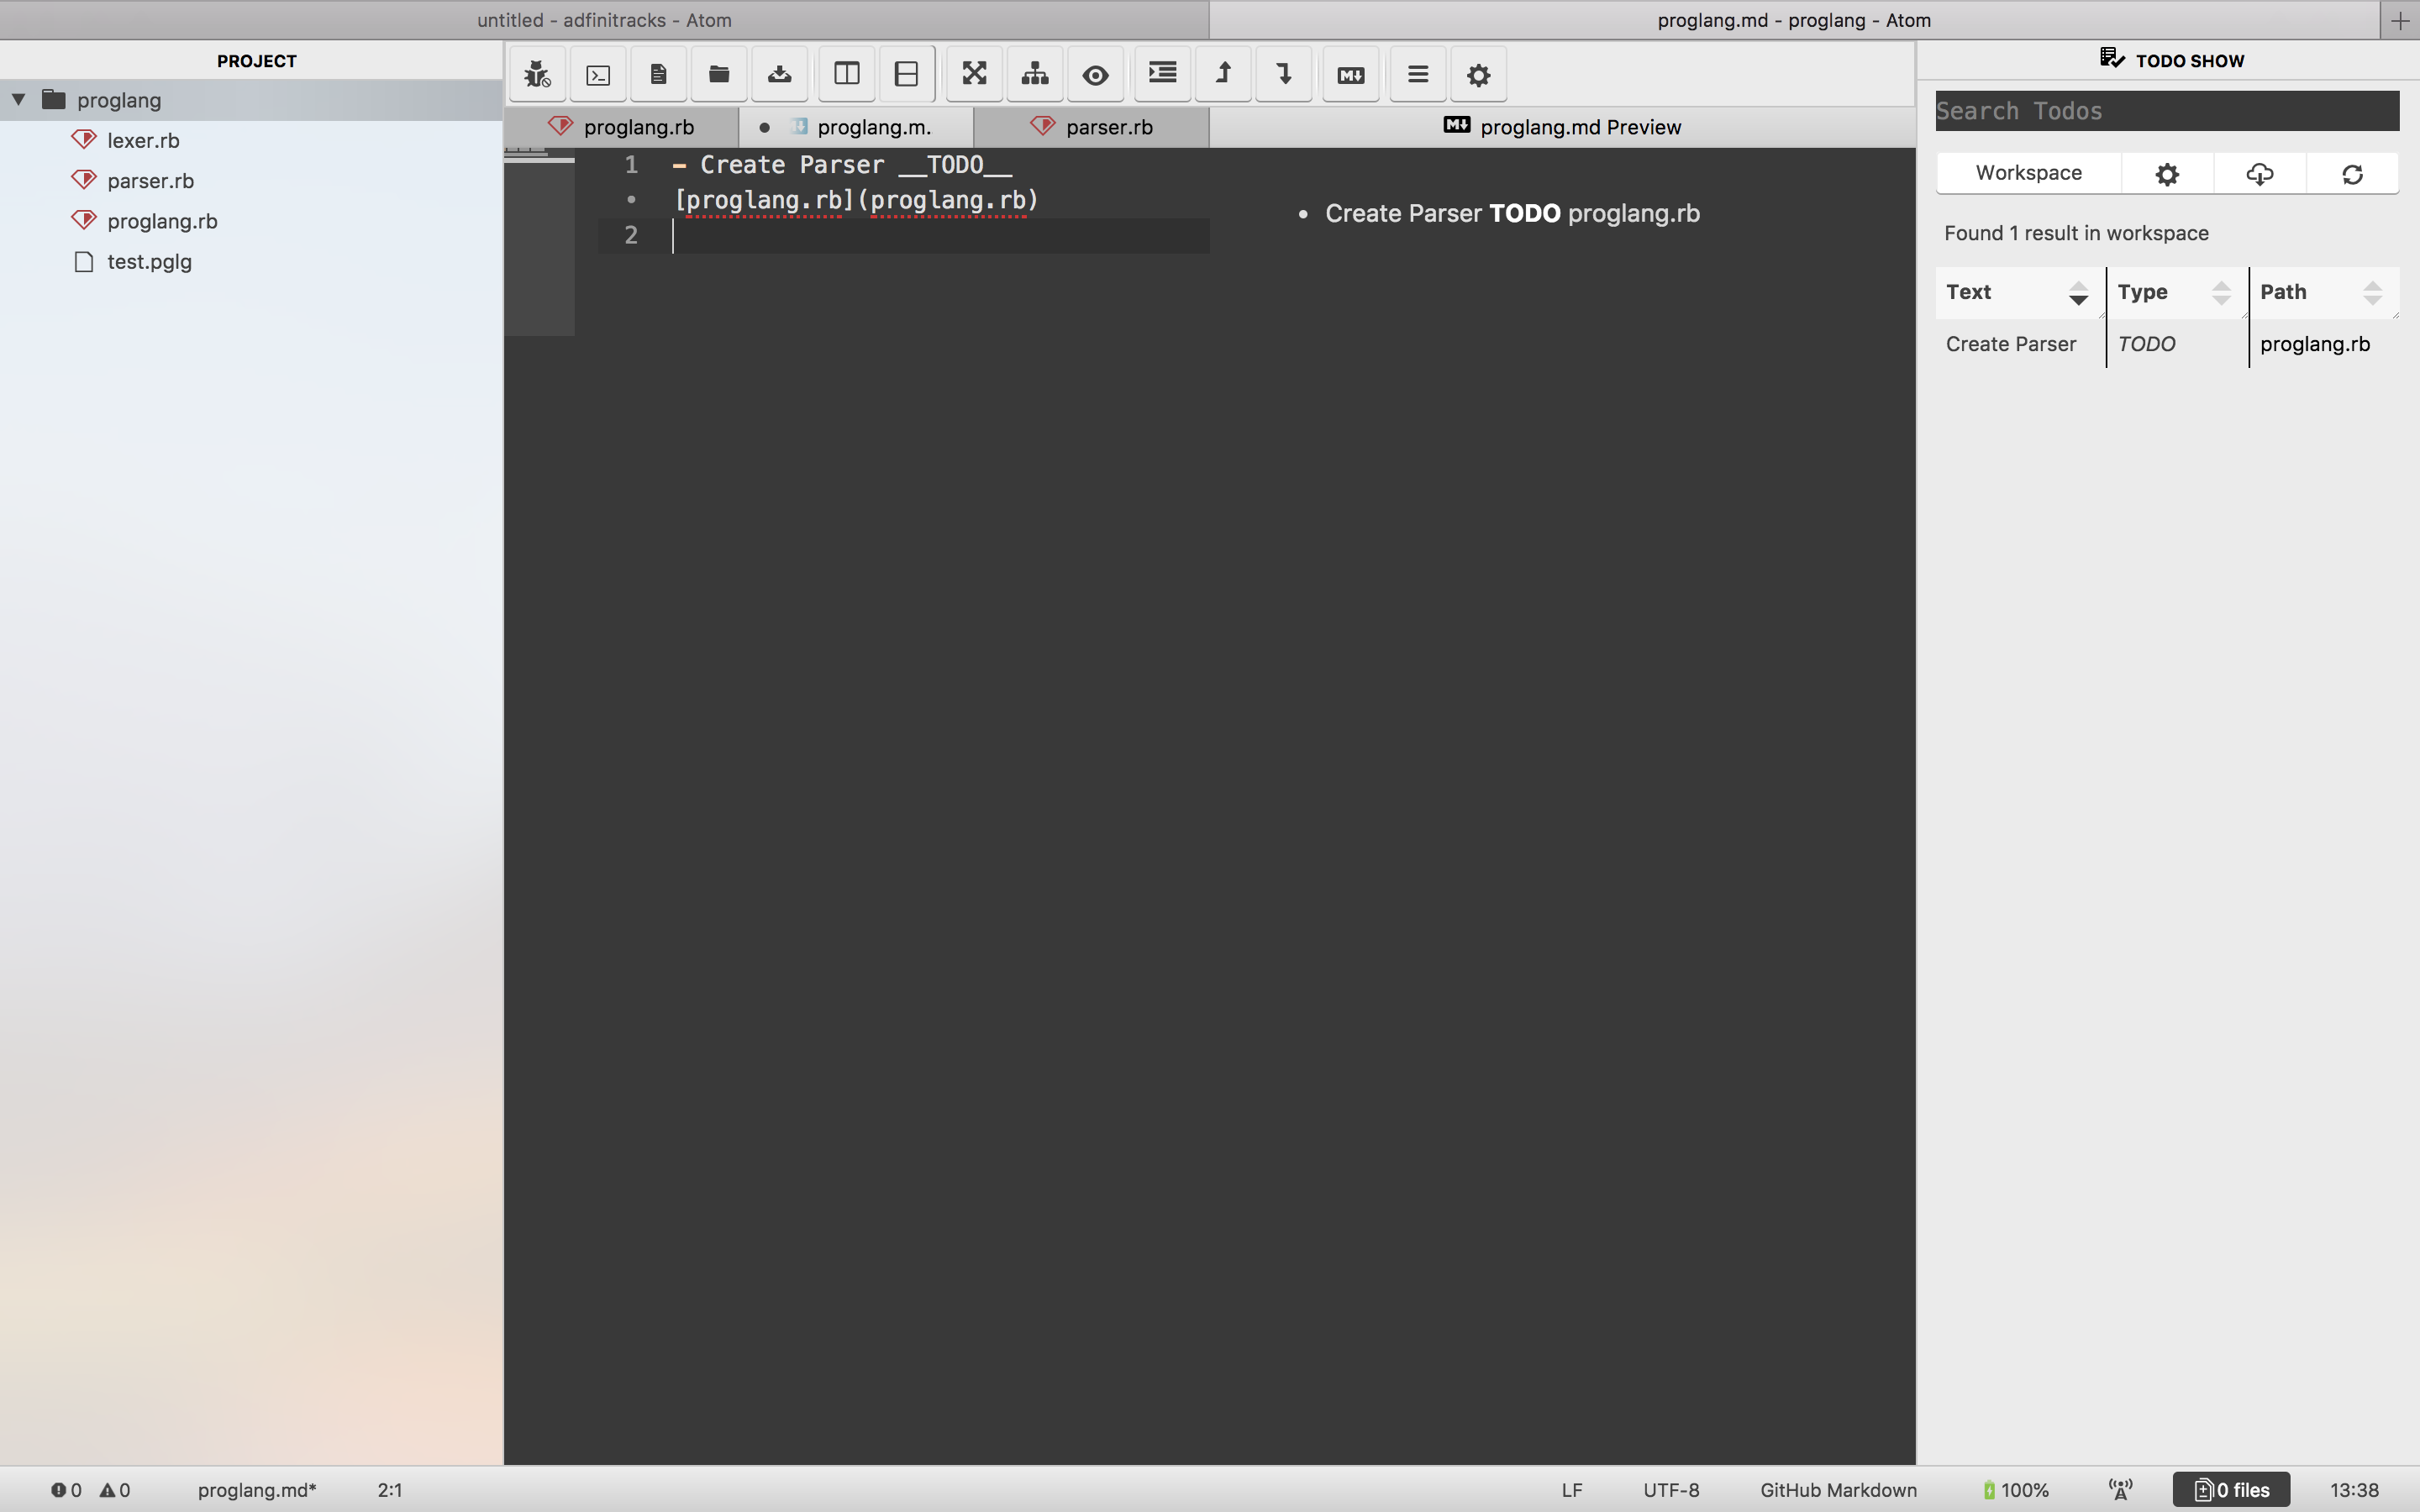 untitled - adfinitracks - Atom
proglang.md - proglang - Atom
PROJECT
proglang
lexer.rb
parser.rb
proglang.rb
test.pglg
proglang.rb
proglang.m.
parser.rb
proglang.md Preview
1 - Create Parser __TODO__
[proglang.rb](proglang.rb)
2
Create Parser TODO proglang.rb
TODO SHOW
Search Todos
Workspace
Found 1 result in workspace
Text Type Path
Create Parser TODO proglang.rb
0 0 proglang.md* 2:1 LF UTF-8 GitHub Markdown 100% 0 files 13:38